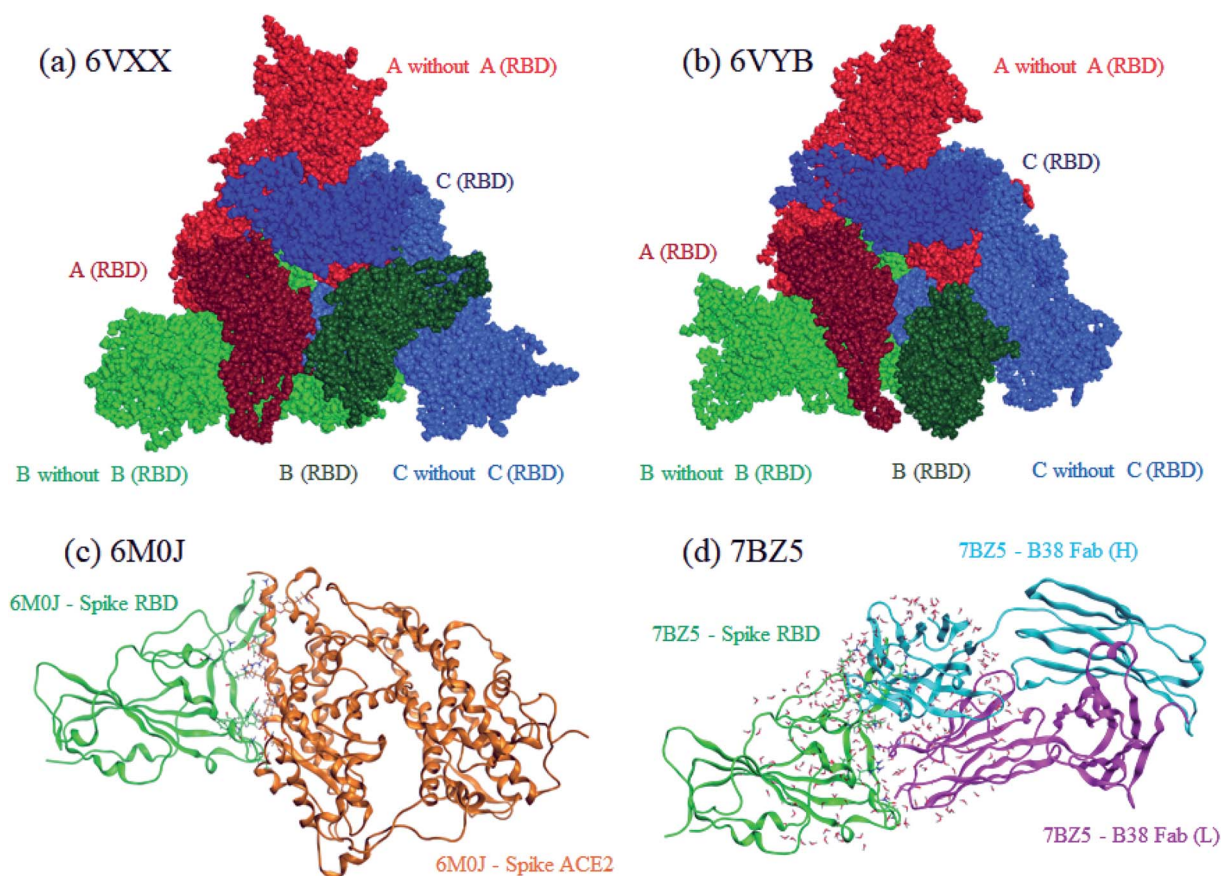 (a) 6VXX
A without A (RBD)
C (RBD)
A (RBD)
B without B (RBD)
B (RBD)
C without C (RBD)
(b) 6VYB
A without A (RBD)
C (RBD)
A (RBD)
B without B (RBD)
B (RBD)
C without C (RBD)
(c) 6M0J
6M0J - Spike RBD
6M0J - Spike ACE2
(d) 7BZ5
7BZ5 - B38 Fab (H)
7BZ5 - Spike RBD
7BZ5 - B38 Fab (L)